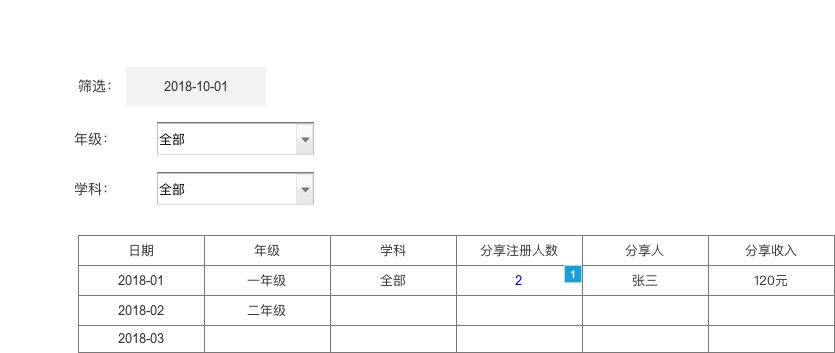 筛选： 2018-10-01
年级： 全部
学科： 全部
日期 年级 学科 分享注册人数 分享人 分享收入
2018-01 一年级 全部 2 1 张三 120元
2018-02 二年级
2018-03